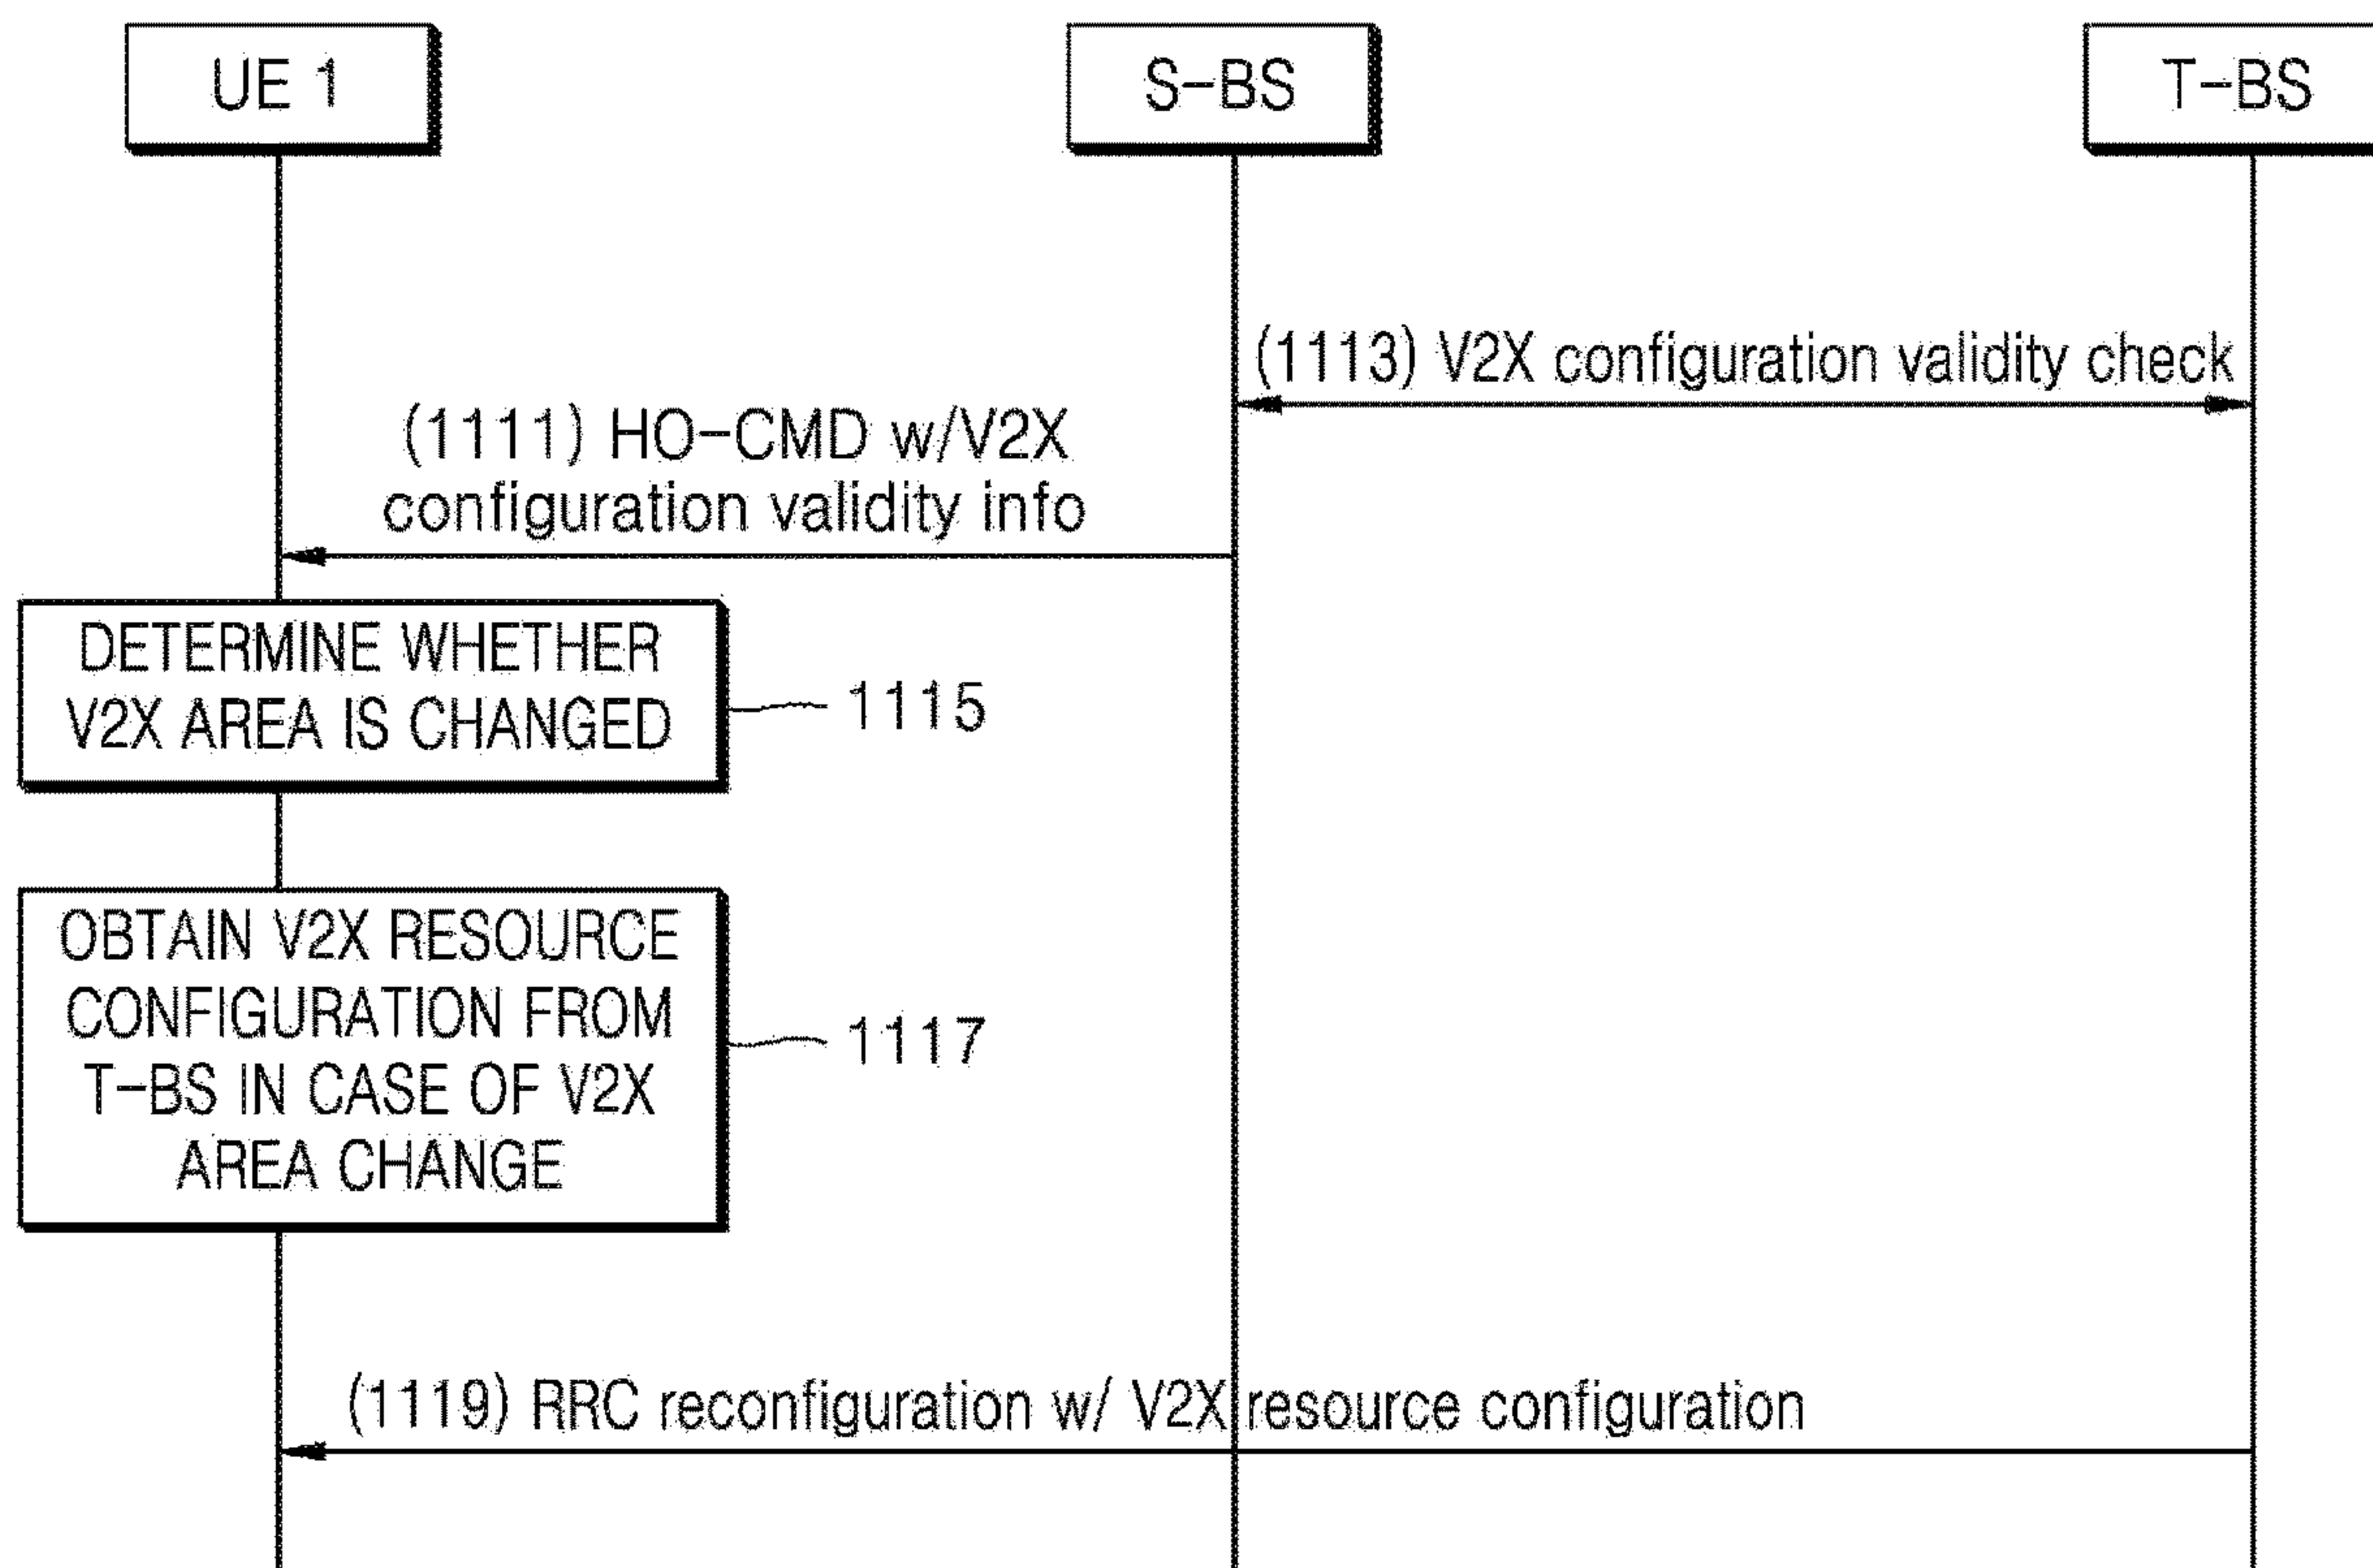 UE 1
S-BS
T-BS
(1113) V2X configuration validity check
(1111) HO-CMD w/V2X
configuration validity info
DETERMINE WHETHER
V2X AREA IS CHANGED
1115
OBTAIN V2X RESOURCE
CONFIGURATION FROM
T-BS IN CASE OF V2X
AREA CHANGE
1117
(1119) RRC reconfiguration w/ V2X resource configuration